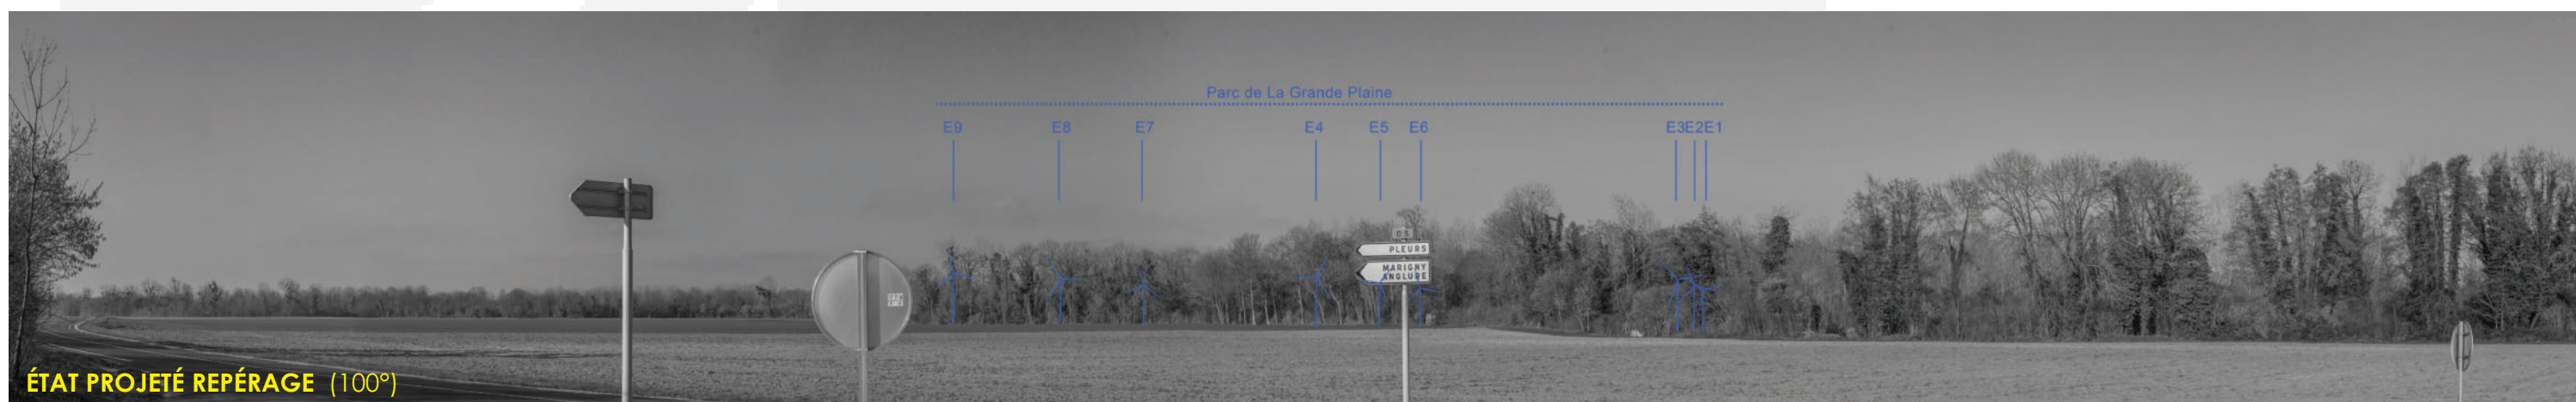 Parc de La Grande Plaine
E9 E8 E7 E4 E5 E6 E3E2E1
D5
PLEURS
MARIGNY
ANGLURE
ÉTAT PROJETÉ REPÉRAGE (100°)